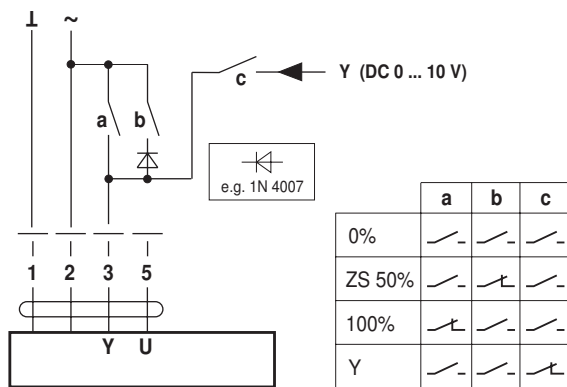 ⊥ ~
c
Y (DC 0 ... 10 V)
a b
e.g. 1N 4007
1 2 3 5
Y U
a b c
0%
ZS 50%
100%
Y